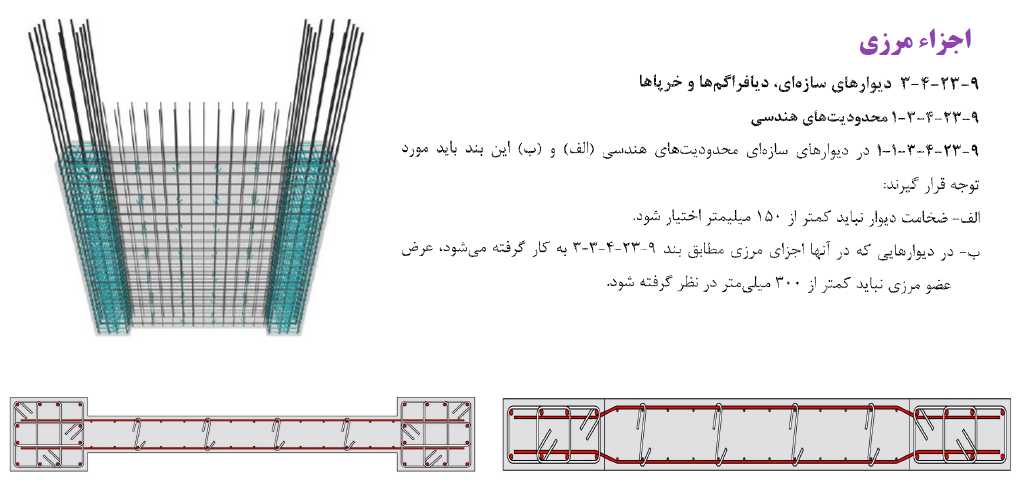 اجزاء مرزی
۹-۲۳-۴-۳ دیوارهای سازه‌ای، دیافراگم‌ها و خرپاها
۹-۲۳-۴-۳-۱ محدودیت‌های هندسی
۹-۲۳-۴-۳-۱-۱ در دیوارهای سازه‌ای محدودیت‌های هندسی (الف) و (ب) این بند باید مورد
توجه قرار گیرند:
الف- ضخامت دیوار نباید کمتر از ۱۵۰ میلیمتر اختیار شود.
ب- در دیوارهایی که در آنها اجزای مرزی مطابق بند ۹-۲۳-۴-۳-۳ به کار گرفته می‌شود، عرض
عضو مرزی نباید کمتر از ۳۰۰ میلی‌متر در نظر گرفته شود.